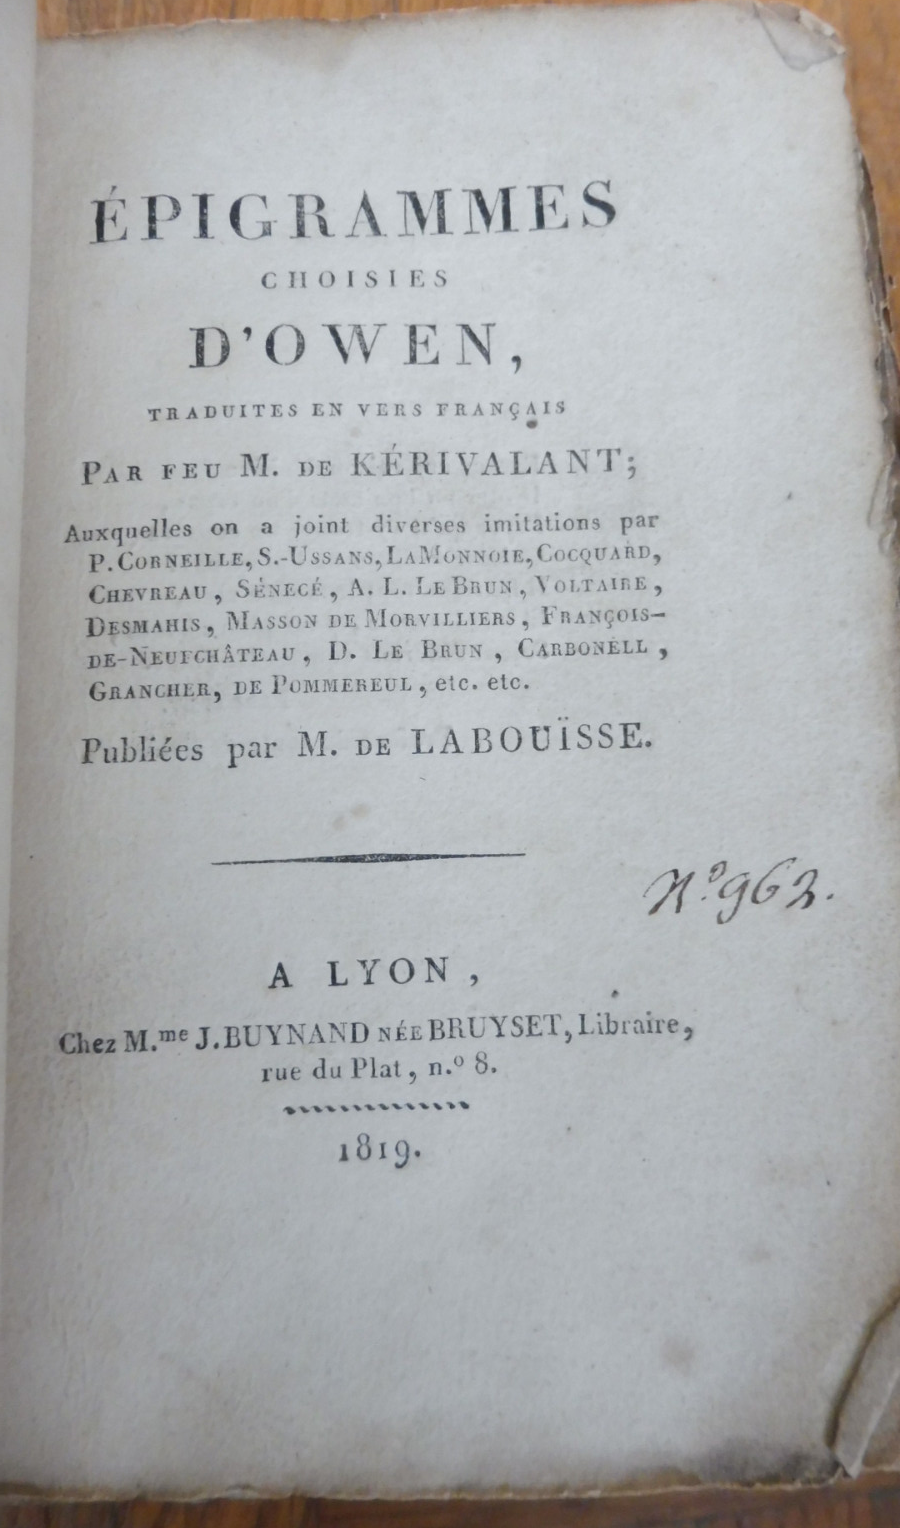 ÉPIGRAMMES
CHOISIES
D'OWEN,
TRADUITES EN VERS FRANÇAIS
PAR FEU M. DE KÉRIVALANT;
Auxquelles on a joint diverses imitations par
P. CORNEILLE, S.-USSANS, LAMONNOIE, COCQUARD,
CHEVREAU, SÉNECÉ, A. L. LE BRUN, VOLTAIRE,
DESMAHIS, MASSON DE MORVILLIERS, FRANÇOIS-
DE-NEUFCHÂTEAU, D. LE BRUN, CARBONELL,
GRANCHER, DE POMMEREUL, etc. etc.
Publiées par M. DE LABOUÏSSE.
N.º 962.
A LYON,
Chez M.me J. BUYNAND NÉE BRUYSET, Libraire,
rue du Plat, n.º 8.
1819.